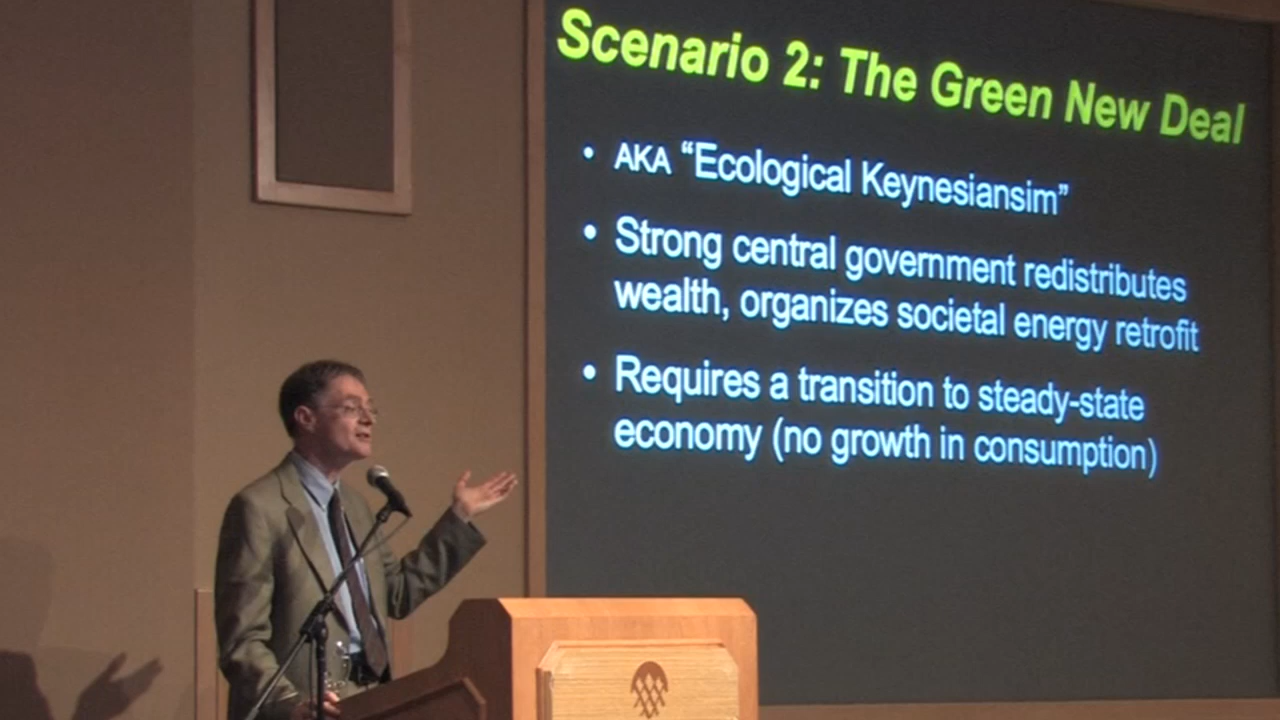 Scenario 2: The Green New Deal
• AKA “Ecological Keynesiansim”
• Strong central government redistributes
wealth, organizes societal energy retrofit
• Requires a transition to steady-state
economy (no growth in consumption)